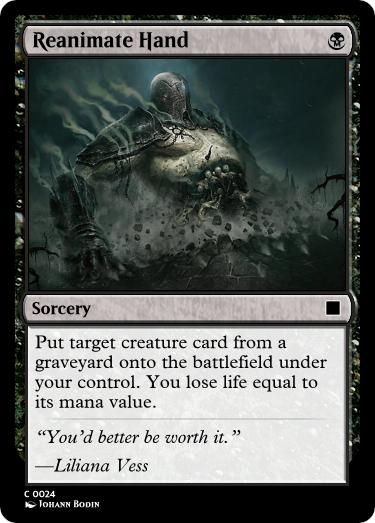 Reanimate Hand
Sorcery
Put target creature card from a
graveyard onto the battlefield under
your control. You lose life equal to
its mana value.
“You’d better be worth it.”
—Liliana Vess
C 0024
Johann Bodin